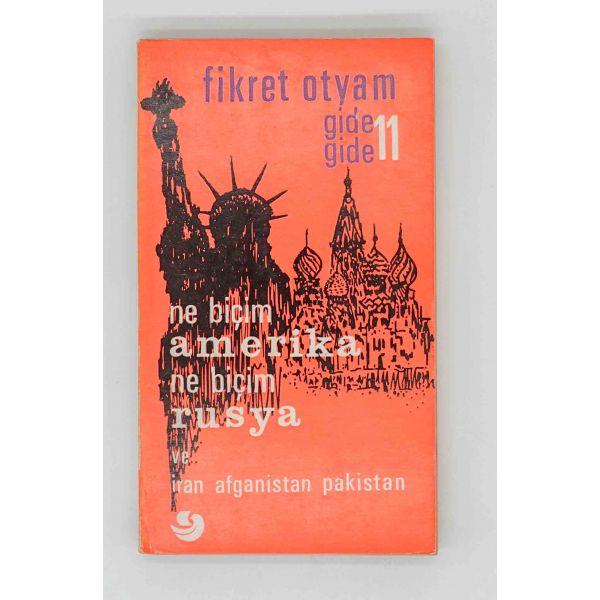 fikret otyam
gide
gide 11
ne biçim
amerika
ne biçim
rusya
ve
iran afganistan pakistan